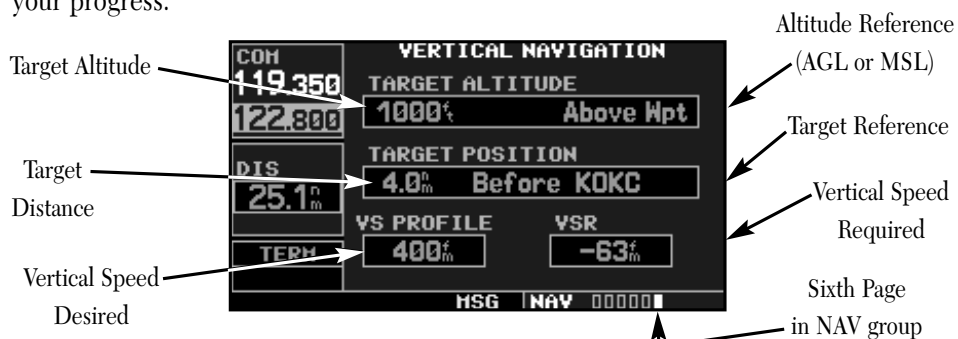 your progress.
Altitude Reference
(AGL or MSL)
Target Altitude
Target Reference
Target
Distance
Vertical Speed
Required
Vertical Speed
Desired
Sixth Page
in NAV group
COM
119.350
122.800
DIS
25.1nm
TERM
VERTICAL NAVIGATION
TARGET ALTITUDE
1000ft Above Wpt
TARGET POSITION
4.0nm Before KOKC
VS PROFILE VSR
400fm -63fm
MSG NAV